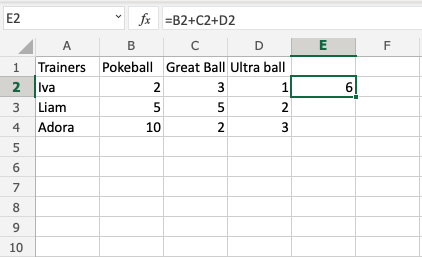 E2 fx =B2+C2+D2
A B C D E F
1 Trainers Pokeball Great Ball Ultra ball
2 Iva 2 3 1 6
3 Liam 5 5 2
4 Adora 10 2 3
5
6
7
8
9
10